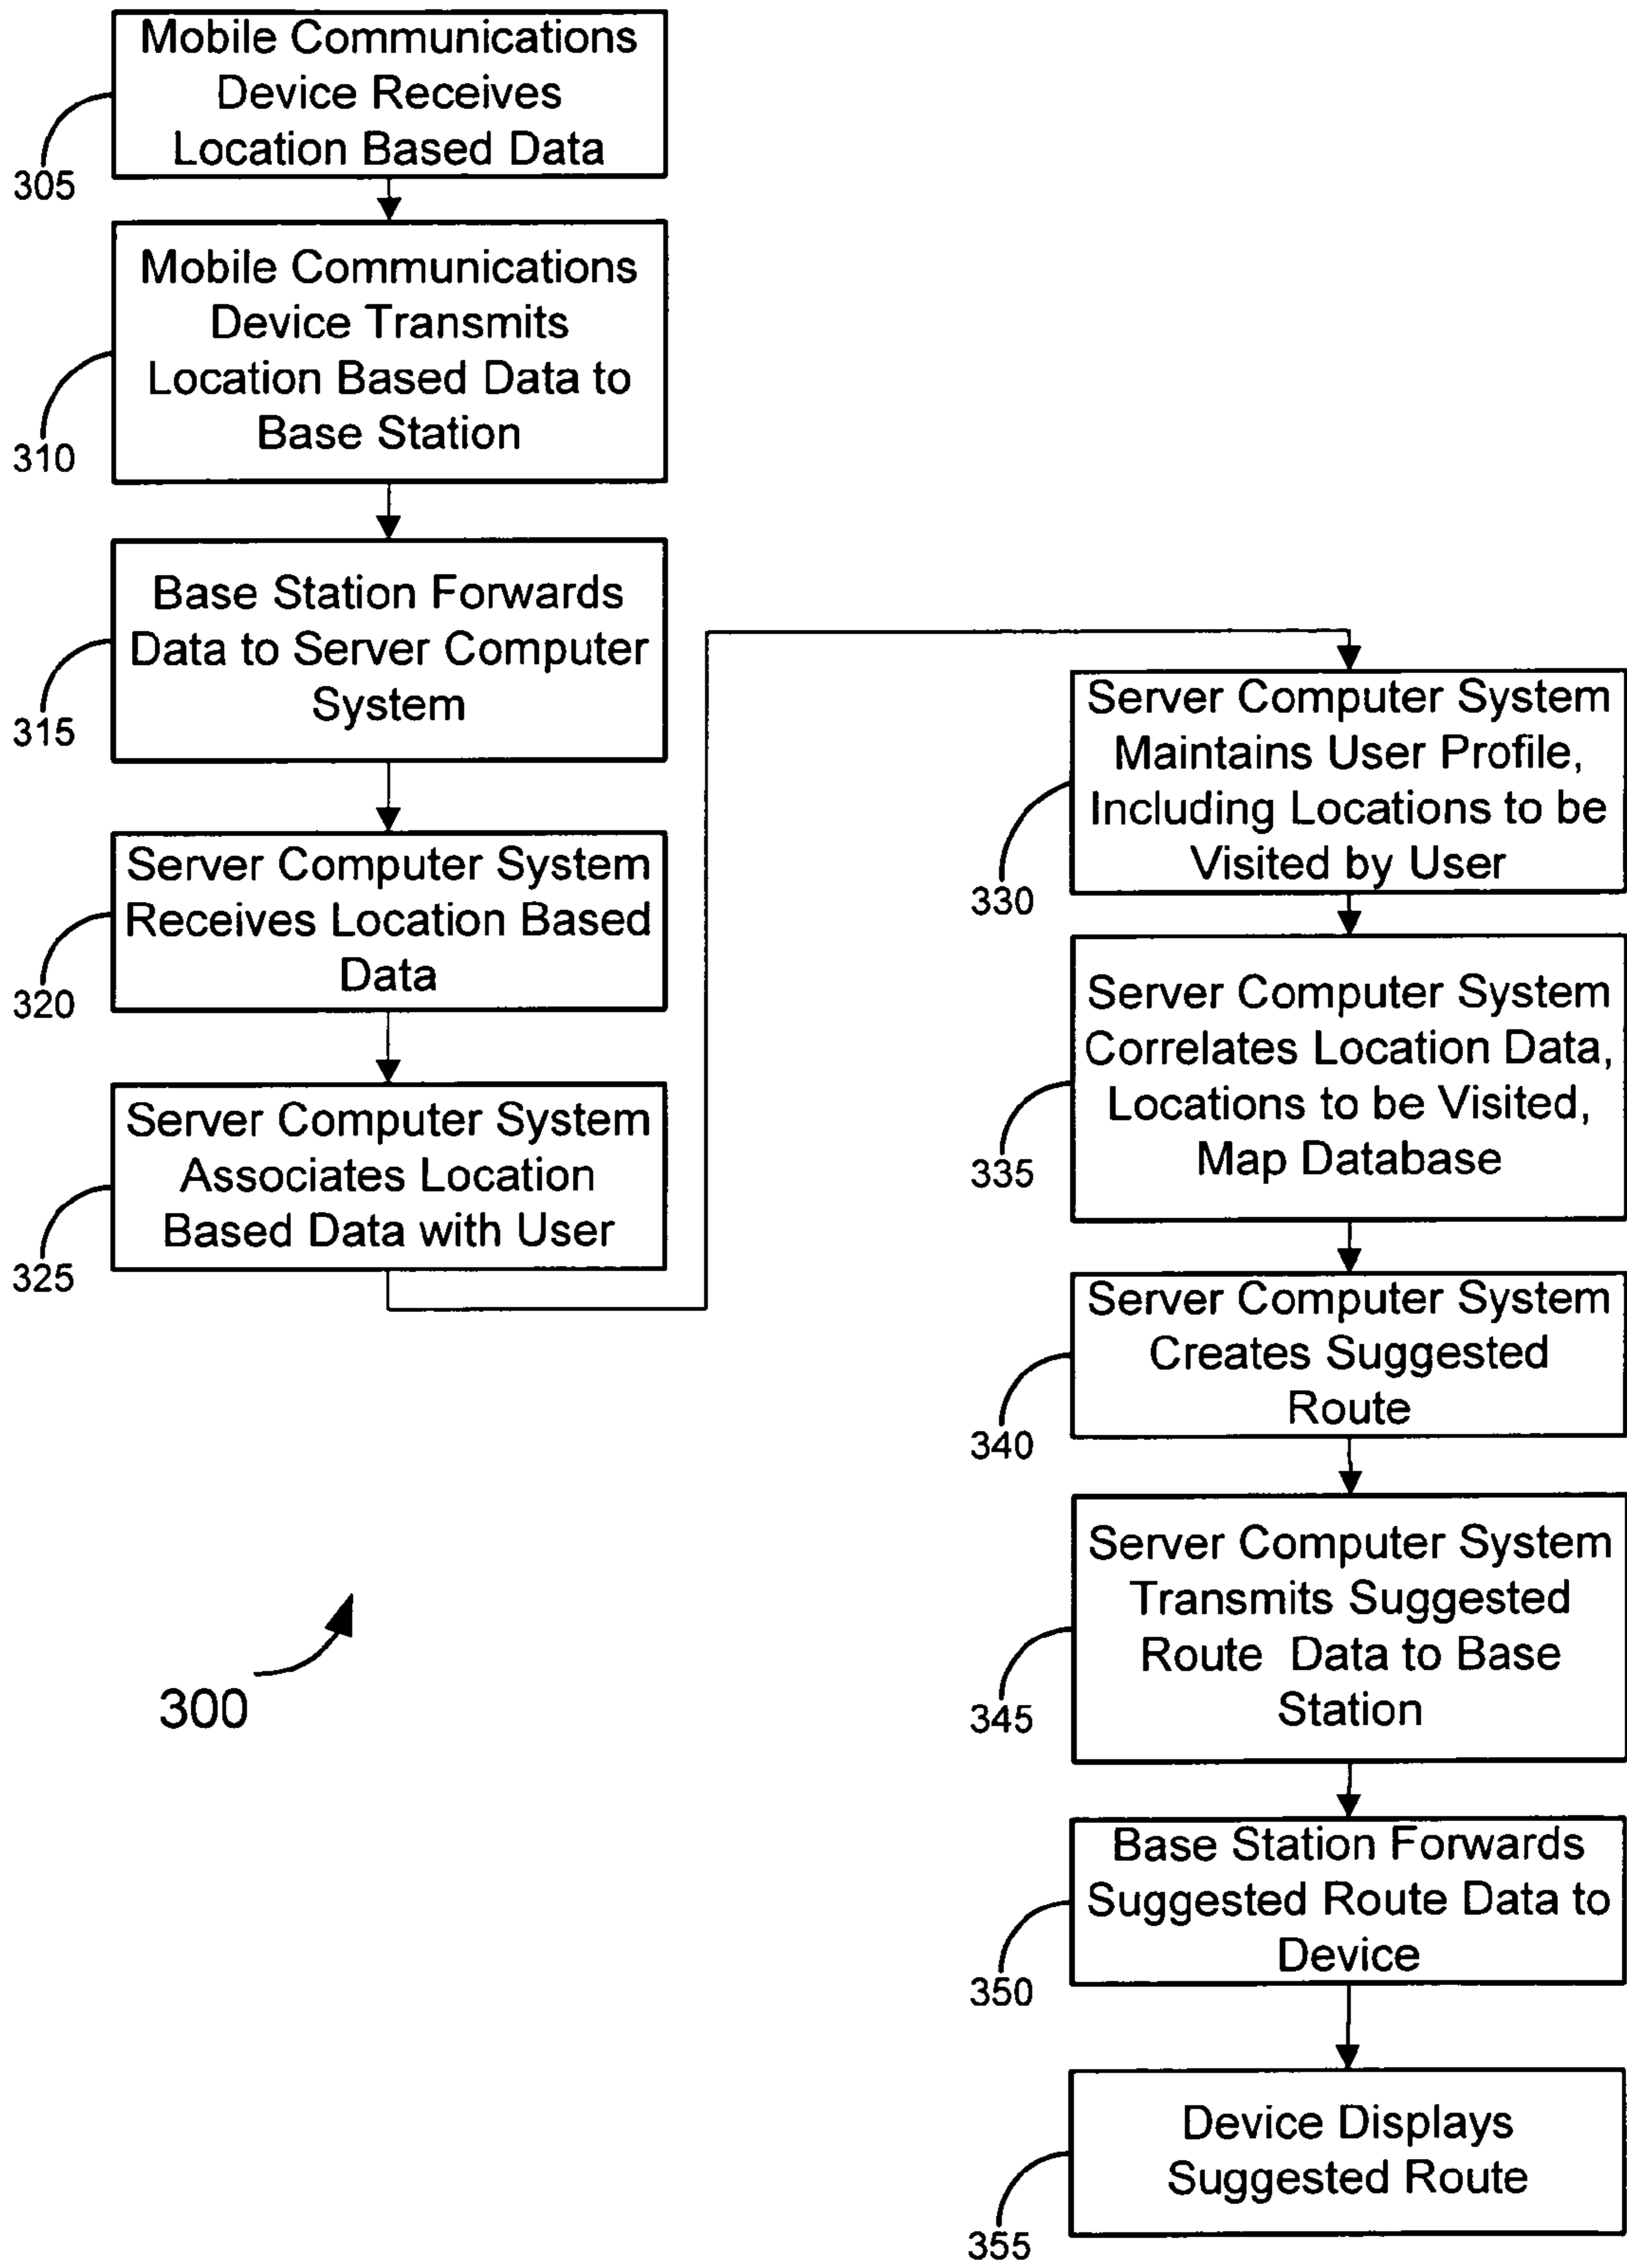 Mobile Communications
Device Receives
Location Based Data
305
Mobile Communications
Device Transmits
Location Based Data to
Base Station
310
Base Station Forwards
Data to Server Computer
System
315
Server Computer System
Receives Location Based
Data
320
Server Computer System
Associates Location
Based Data with User
325
Server Computer System
Maintains User Profile,
Including Locations to be
Visited by User
330
Server Computer System
Correlates Location Data,
Locations to be Visited,
Map Database
335
Server Computer System
Creates Suggested
Route
340
Server Computer System
Transmits Suggested
Route Data to Base
Station
345
Base Station Forwards
Suggested Route Data to
Device
350
Device Displays
Suggested Route
355
300